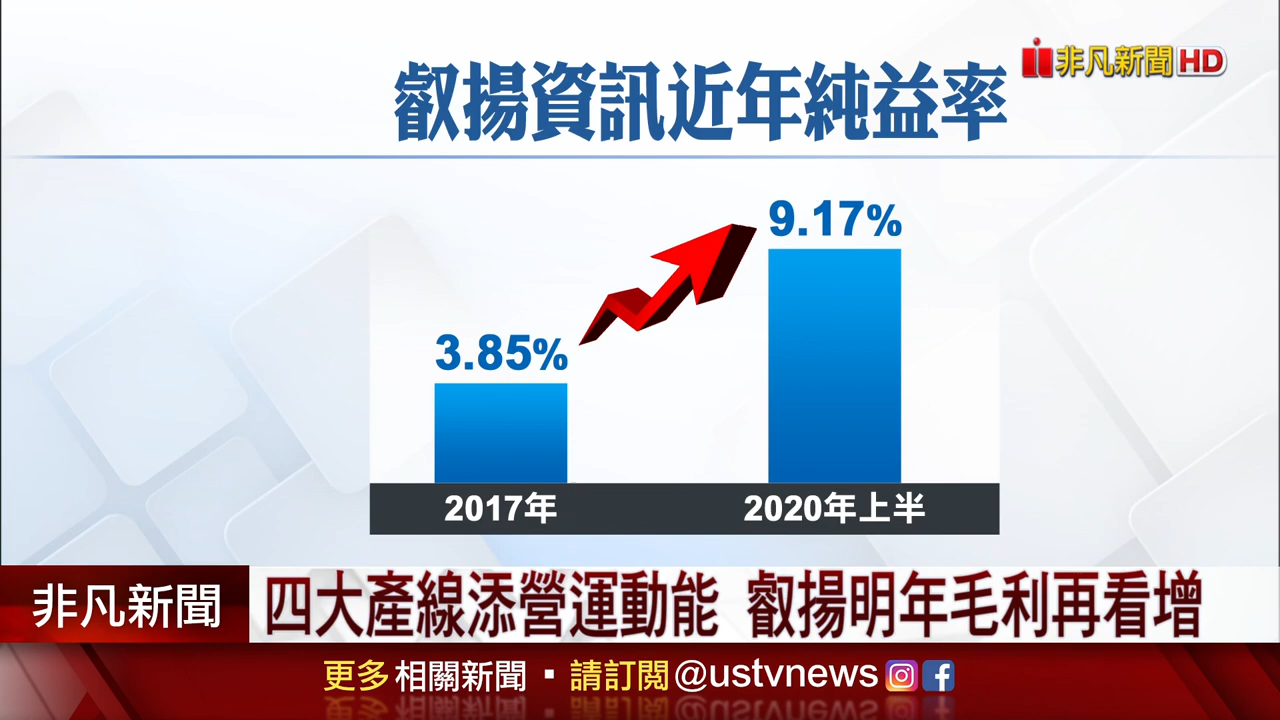 非凡新聞HD
叡揚資訊近年純益率
9.17%
3.85%
2017年
2020年上半
非凡新聞
四大產線添營運動能 叡揚明年毛利再看增
更多相關新聞▪請訂閱@ustvnews